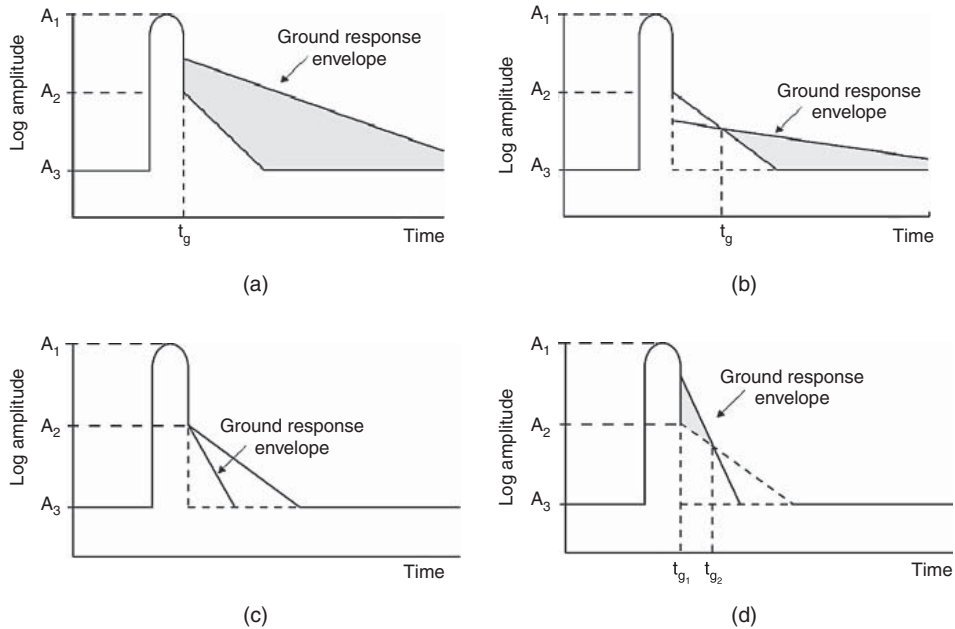 A1
Ground response
envelope
Log amplitude
A2
A3
tg
Time
(a)
A1
Log amplitude
A2
Ground response
envelope
A3
tg
Time
(b)
A1
Log amplitude
A2
Ground response
envelope
A3
Time
(c)
A1
Ground response
envelope
Log amplitude
A2
A3
tg1
tg2
Time
(d)